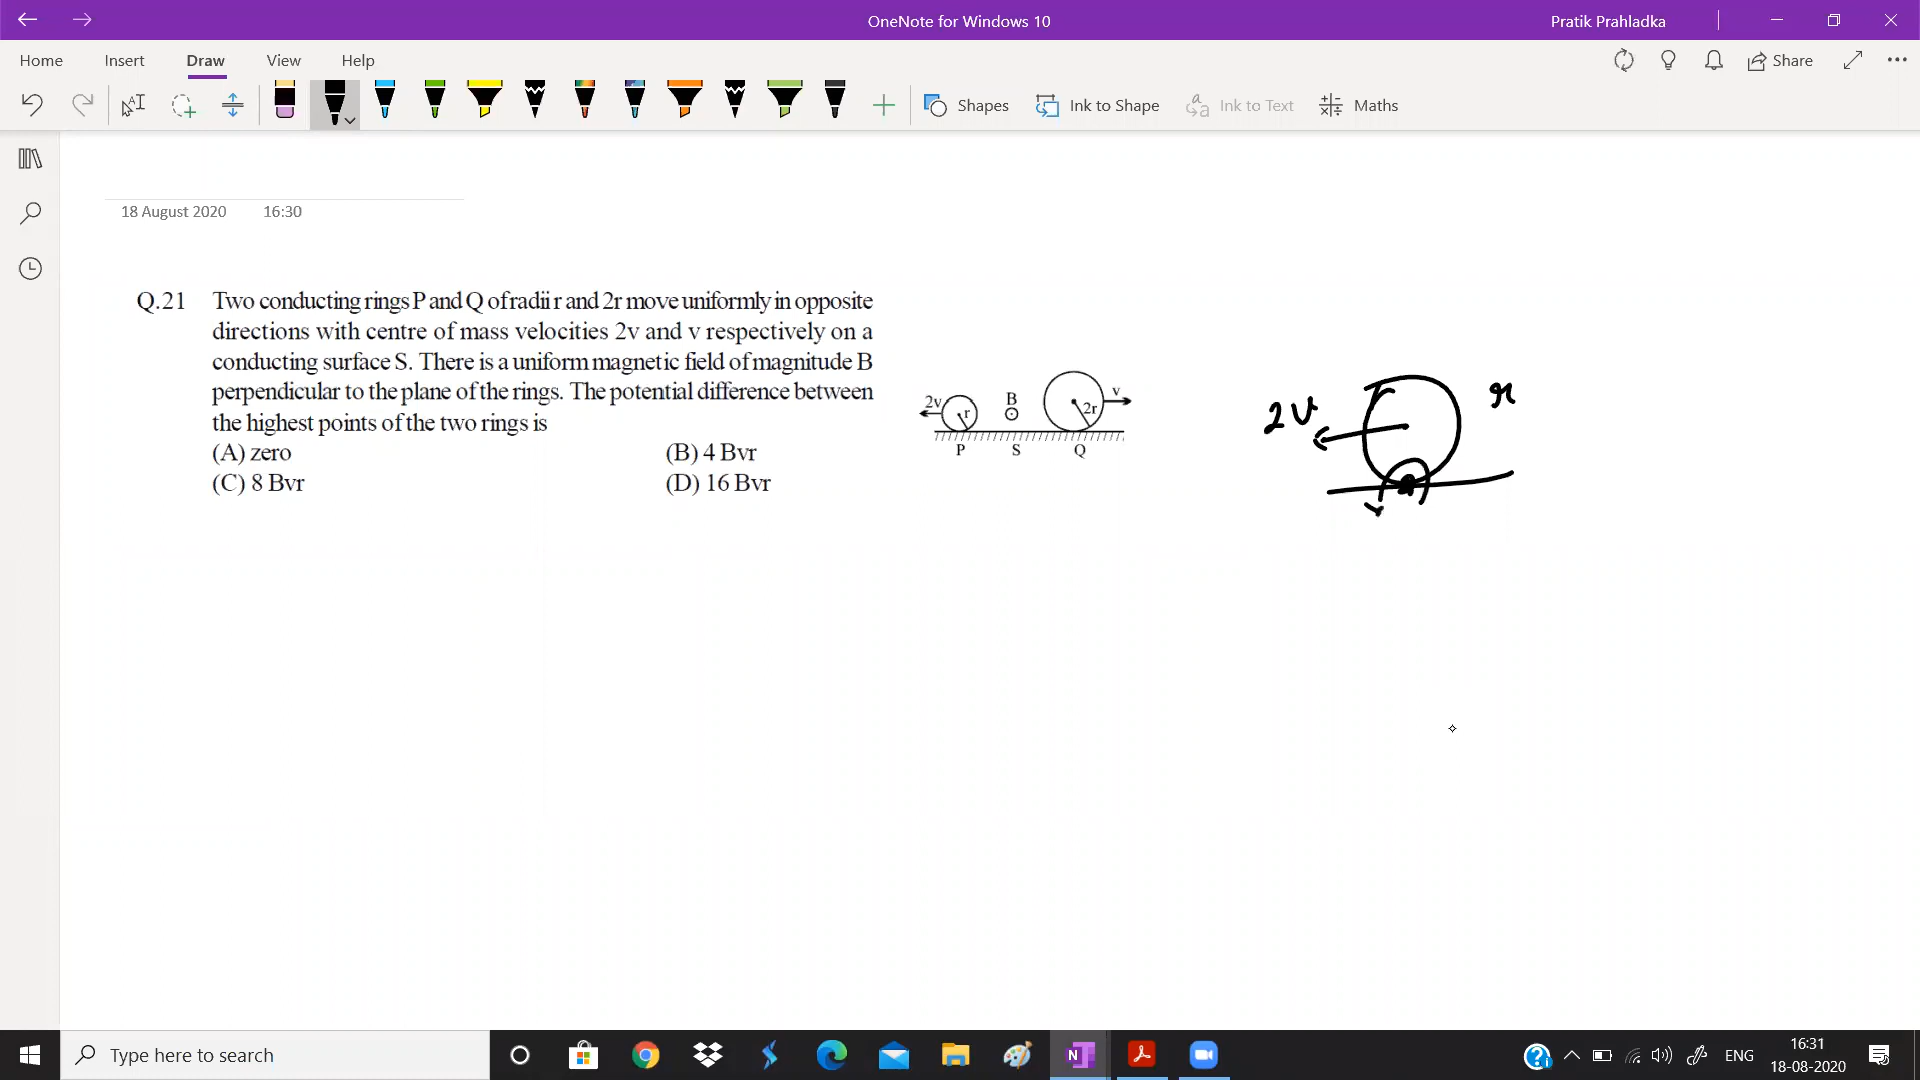 OneNote for Windows 10
Pratik Prahladka
Home Insert Draw View Help
Share
Shapes Ink to Shape Ink to Text Maths
18 August 2020 16:30
Q.21 Two conducting rings P and Q of radii r and 2r move uniformly in opposite
directions with centre of mass velocities 2v and v respectively on a
conducting surface S. There is a uniform magnetic field of magnitude B
perpendicular to the plane of the rings. The potential difference between
the highest points of the two rings is
(A) zero (B) 4 Bvr
(C) 8 Bvr (D) 16 Bvr
2v r B 2r v
P S Q
2V r
Type here to search
ENG
16:31
18-08-2020